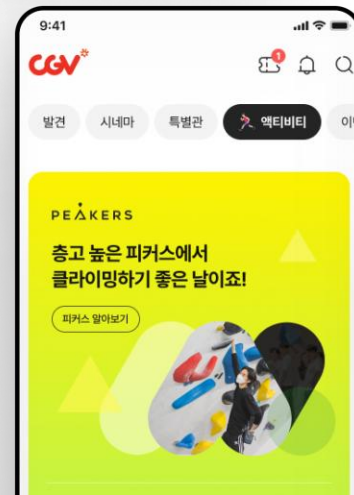 9:41
CGV
1
발견 시네마 특별관 액티비티 이
PEAKERS
층고 높은 피커스에서
클라이밍하기 좋은 날이죠!
피커스 알아보기